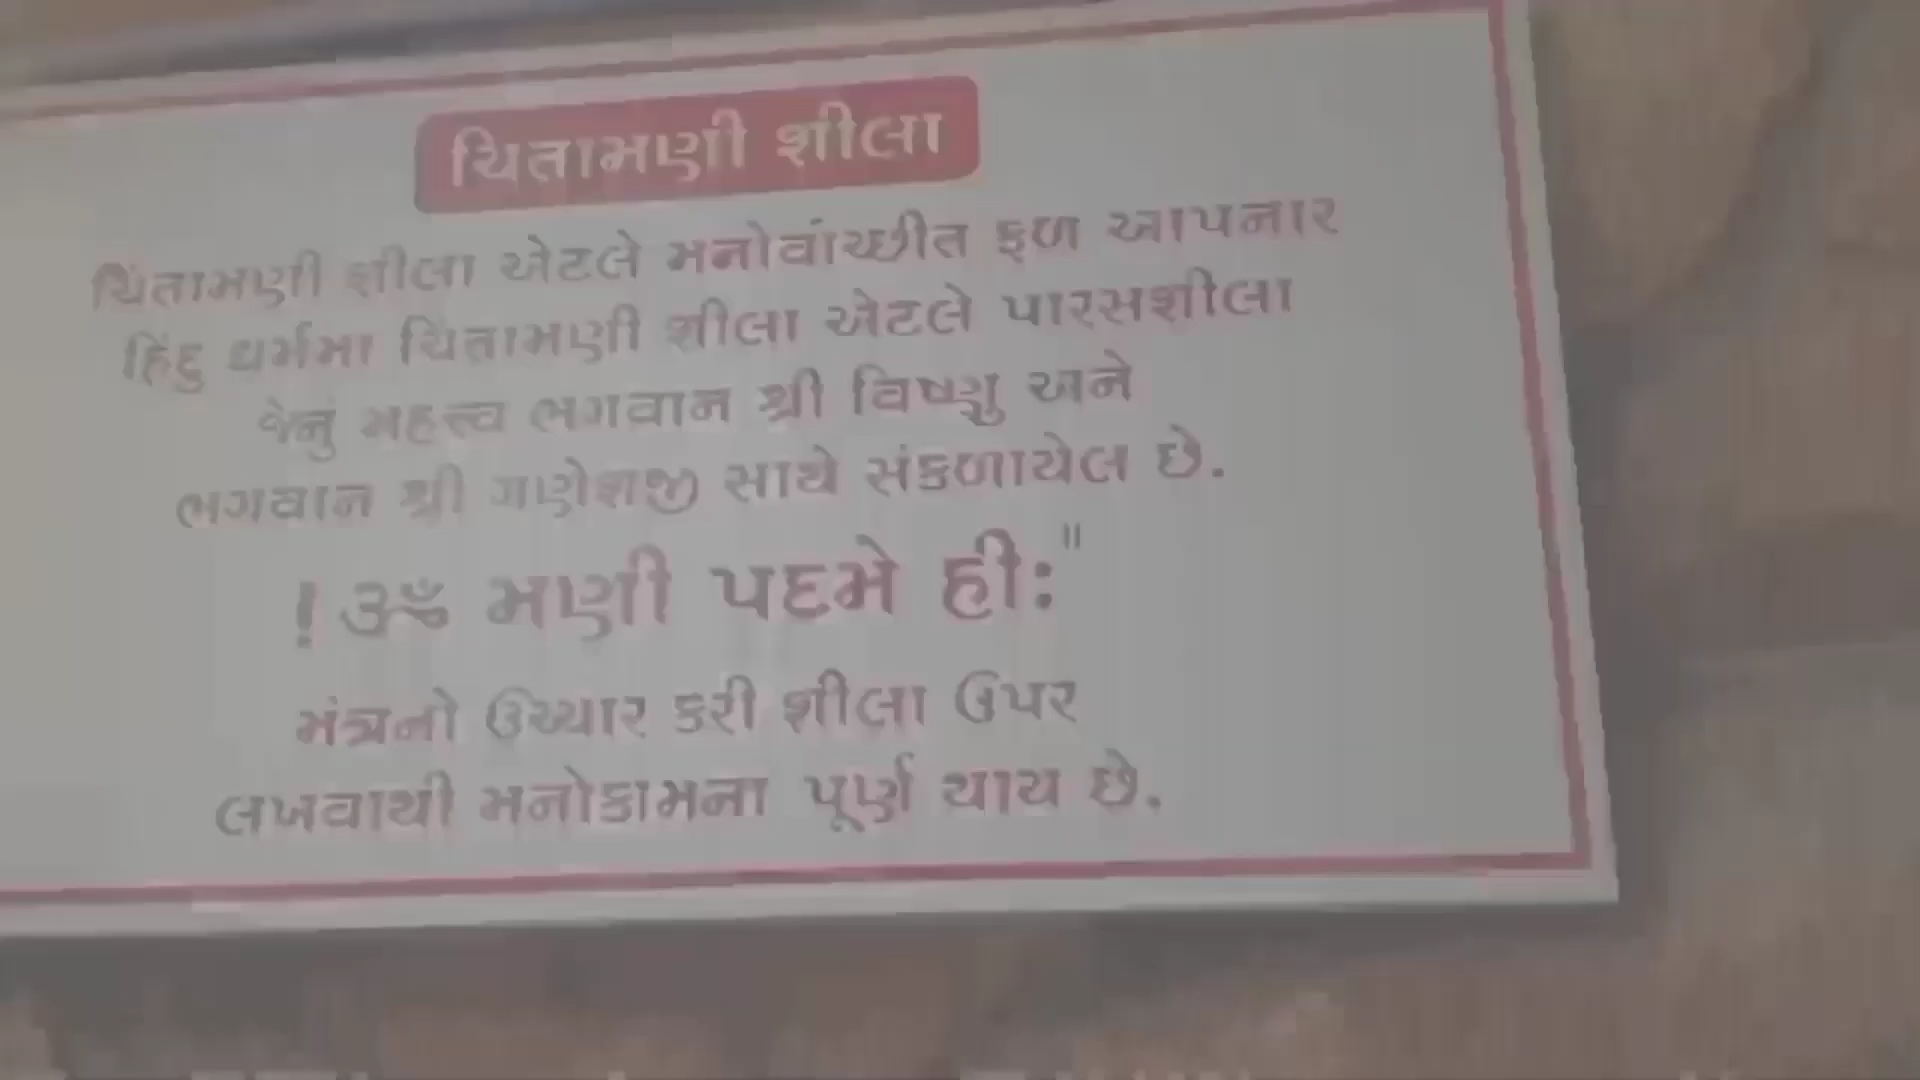 ચિંતામણી શીલા
ચિંતામણી શીલા એટલે મનોવાંચ્છીત ફળ આપનાર
હિંદુ ધર્મમા ચિંતામણી શીલા એટલે પારસશીલા
જેનું મહત્ત્વ ભગવાન શ્રી વિષ્ણુ અને
ભગવાન શ્રી ગણેશજી સાથે સંકળાયેલ છે.
! ૐ મણી પદમે હીઃ"
મંત્રનો ઉચ્ચાર કરી શીલા ઉપર
લખવાથી મનોકામના પૂર્ણ થાય છે.